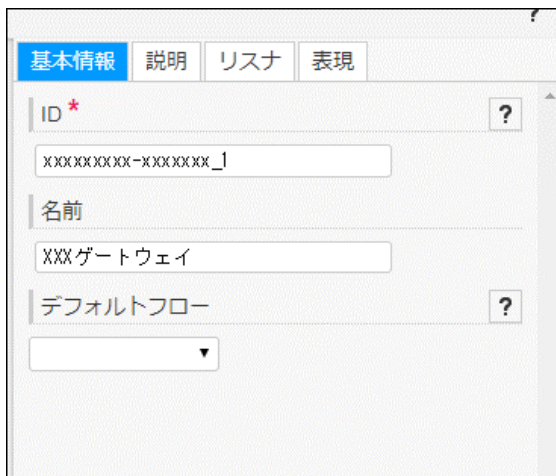 ?
基本情報 説明 リスナ 表現
ID * ?
xxxxxxxxx-xxxxxxx_1
名前
XXXゲートウェイ
デフォルトフロー ?